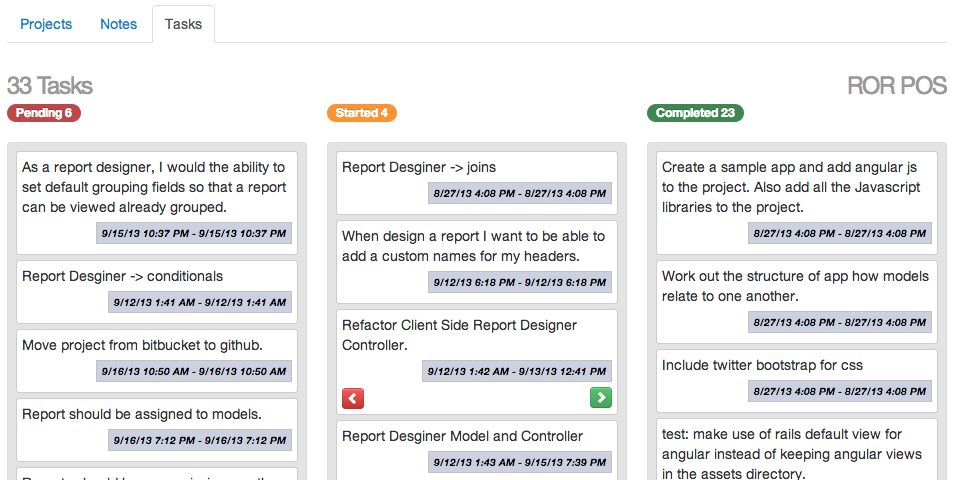 Projects
Notes
Tasks
33 Tasks
ROR POS
Pending 6
As a report designer, I would the ability to
set default grouping fields so that a report
can be viewed already grouped.
9/15/13 10:37 PM - 9/15/13 10:37 PM
Report Desginer -> conditionals
9/12/13 1:41 AM - 9/12/13 1:41 AM
Move project from bitbucket to github.
9/16/13 10:50 AM - 9/16/13 10:50 AM
Report should be assigned to models.
9/16/13 7:12 PM - 9/16/13 7:12 PM
Started 4
Report Desginer -> joins
8/27/13 4:08 PM - 8/27/13 4:08 PM
When design a report I want to be able to
add a custom names for my headers.
9/12/13 6:18 PM - 9/12/13 6:18 PM
Refactor Client Side Report Designer
Controller.
9/12/13 1:42 AM - 9/13/13 12:41 PM
Report Desginer Model and Controller
9/12/13 1:43 AM - 9/15/13 7:39 PM
Completed 23
Create a sample app and add angular js
to the project. Also add all the Javascript
libraries to the project.
8/27/13 4:08 PM - 8/27/13 4:08 PM
Work out the structure of app how models
relate to one another.
8/27/13 4:08 PM - 8/27/13 4:08 PM
Include twitter bootstrap for css
8/27/13 4:08 PM - 8/27/13 4:08 PM
test: make use of rails default view for
angular instead of keeping angular views
in the assets directory.